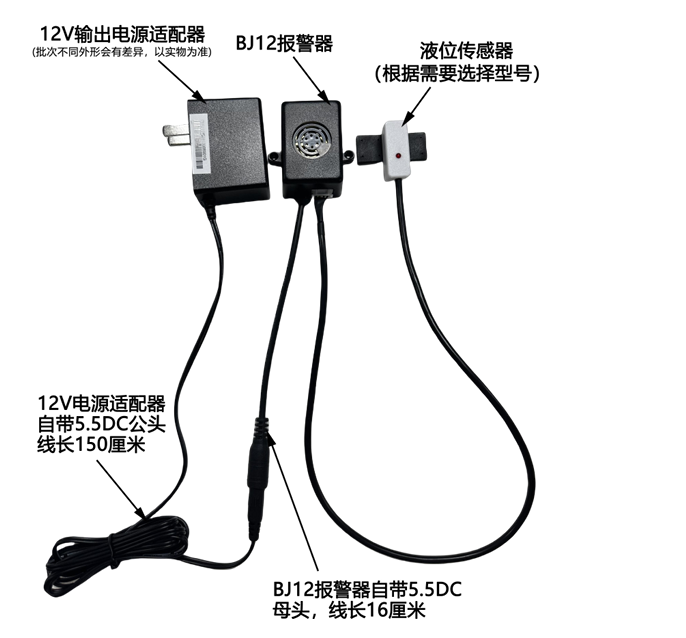 12V输出电源适配器
(批次不同外形会有差异，以实物为准)
BJ12报警器
液位传感器
（根据需要选择型号）
12V电源适配器
自带5.5DC公头
线长150厘米
BJ12报警器自带5.5DC
母头，线长16厘米